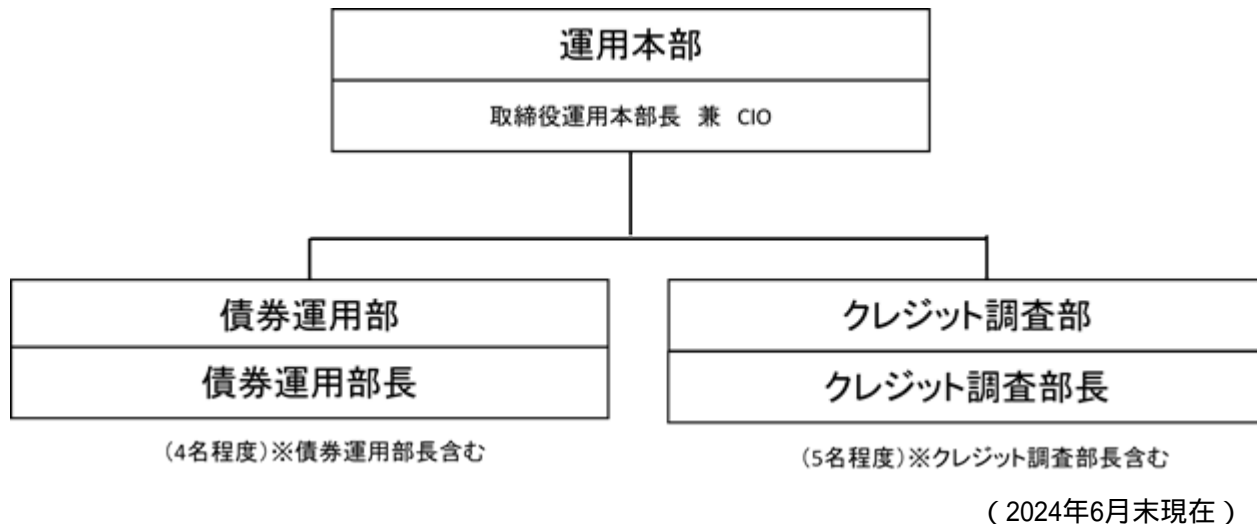 運用本部
取締役運用本部長 兼 CIO
債券運用部
債券運用部長
(4名程度)※債券運用部長含む
クレジット調査部
クレジット調査部長
(5名程度)※クレジット調査部長含む
(2024年6月末現在)